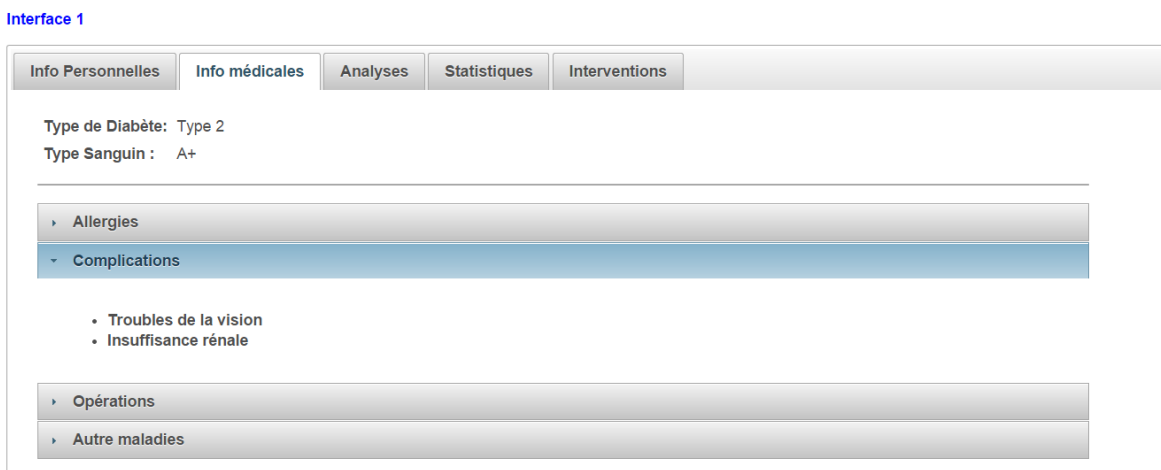 Interface 1
Info Personnelles Info médicales Analyses Statistiques Interventions
Type de Diabète: Type 2
Type Sanguin : A+
Allergies
Complications
• Troubles de la vision
• Insuffisance rénale
Opérations
Autre maladies